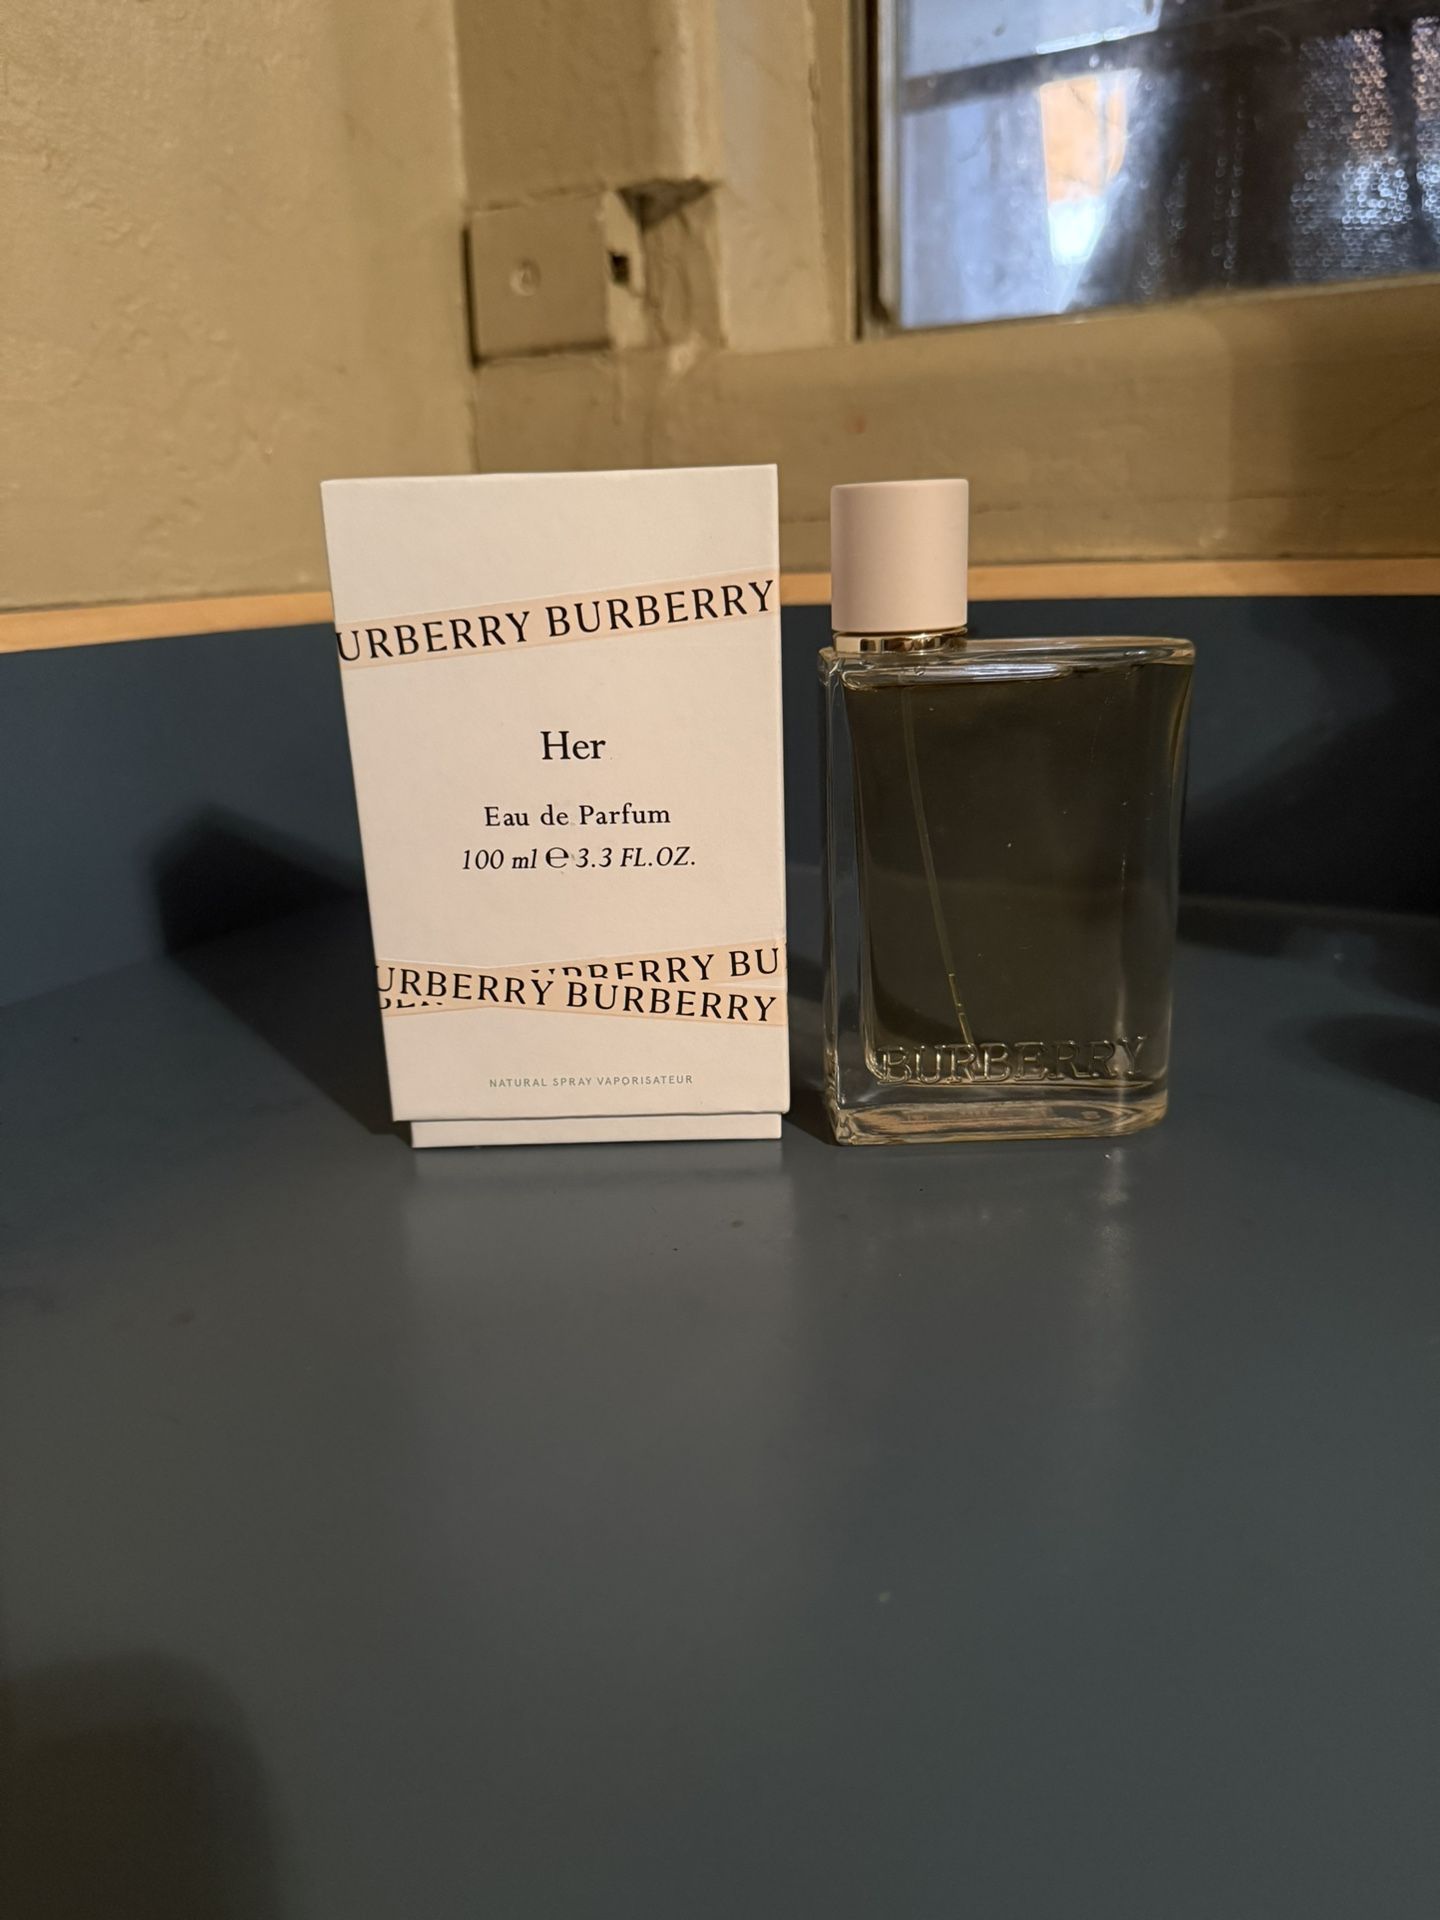 URBERRY BURBERRY
Her
Eau de Parfum
100 ml ℮ 3.3 FL.OZ.
URBERRY BU
URBERRY BURBERRY
NATURAL SPRAY VAPORISATEUR
BURBERRY